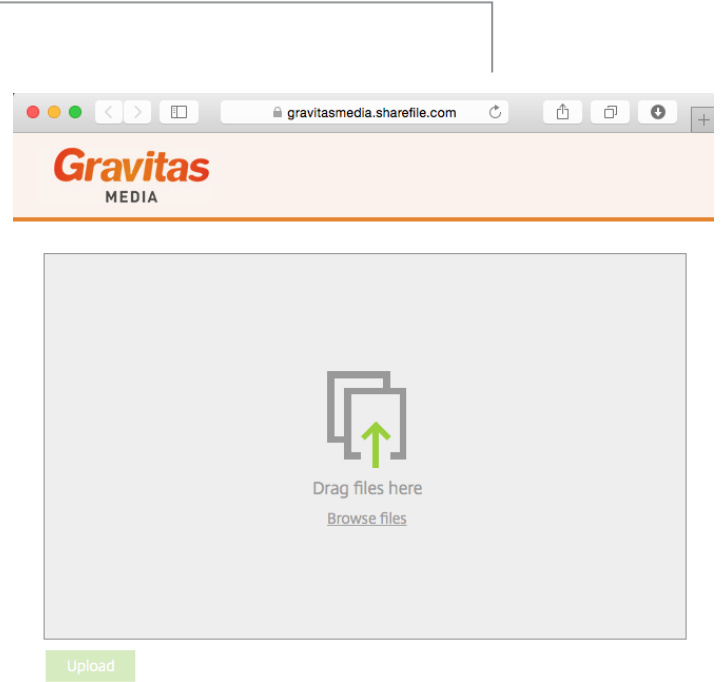 gravitasmedia.sharefile.com
Gravitas
MEDIA
Drag files here
Browse files
Upload